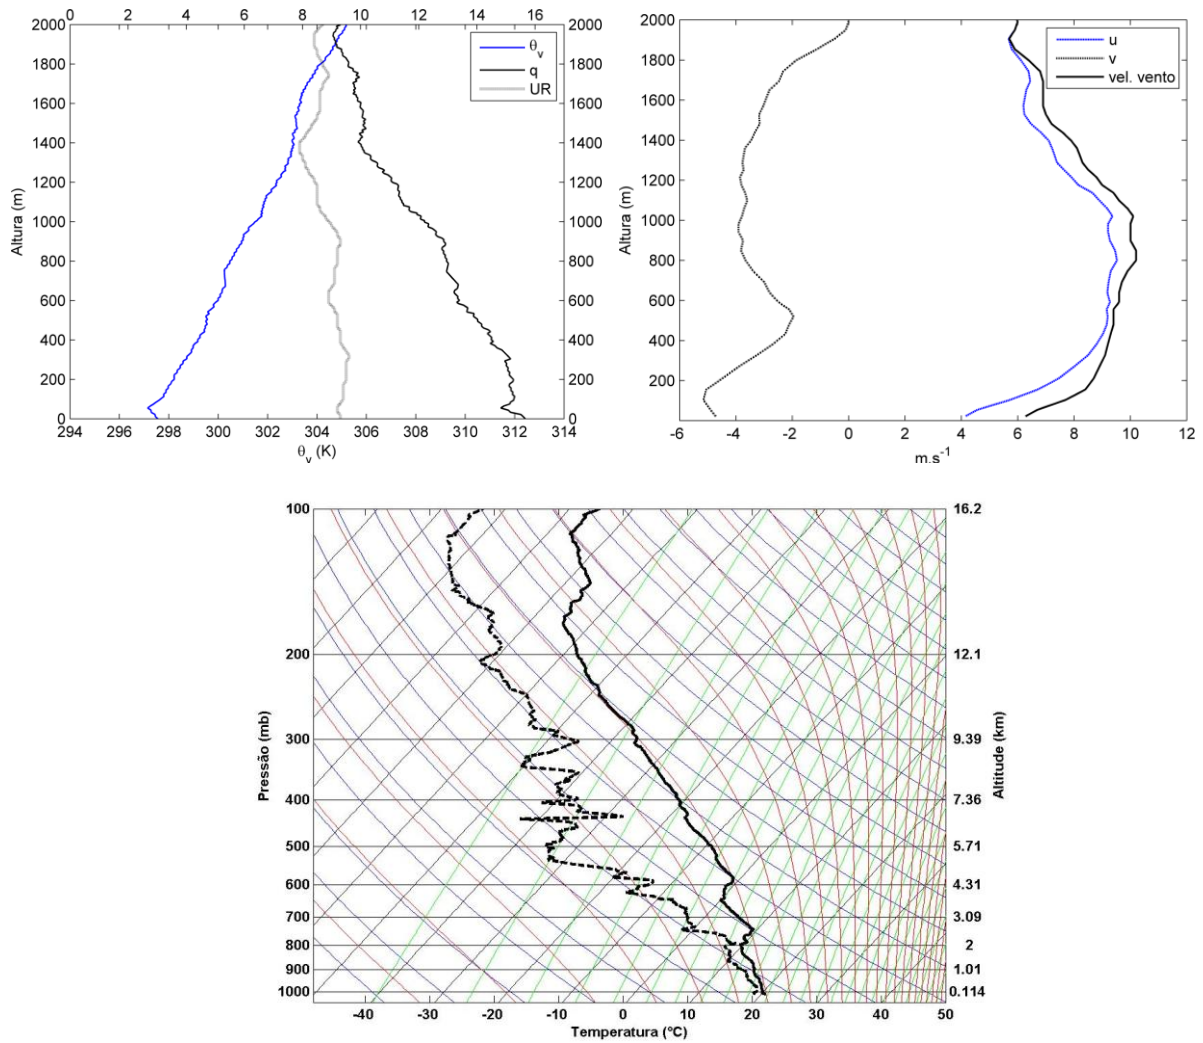 0 2 4 6 8 10 12 14 16
2000 2000 θv
1800 1800 q
1600 1600 UR
1400 1400
1200 1200
1000 1000
800 800
600 600
400 400
200 200
0 0
Altura (m)
294 296 298 300 302 304 306 308 310 312 314
θv (K)
2000 u
1800 v
1600 vel. vento
1400
1200
1000
800
600
400
200
Altura (m)
-6 -4 -2 0 2 4 6 8 10 12
m.s-1
100 16.2
200 12.1
300 9.39
400 7.36
500 5.71
600 4.31
700 3.09
800 2
900 1.01
1000 0.114
Pressão (mb)
Altitude (km)
-40 -30 -20 -10 0 10 20 30 40 50
Temperatura (ºC)